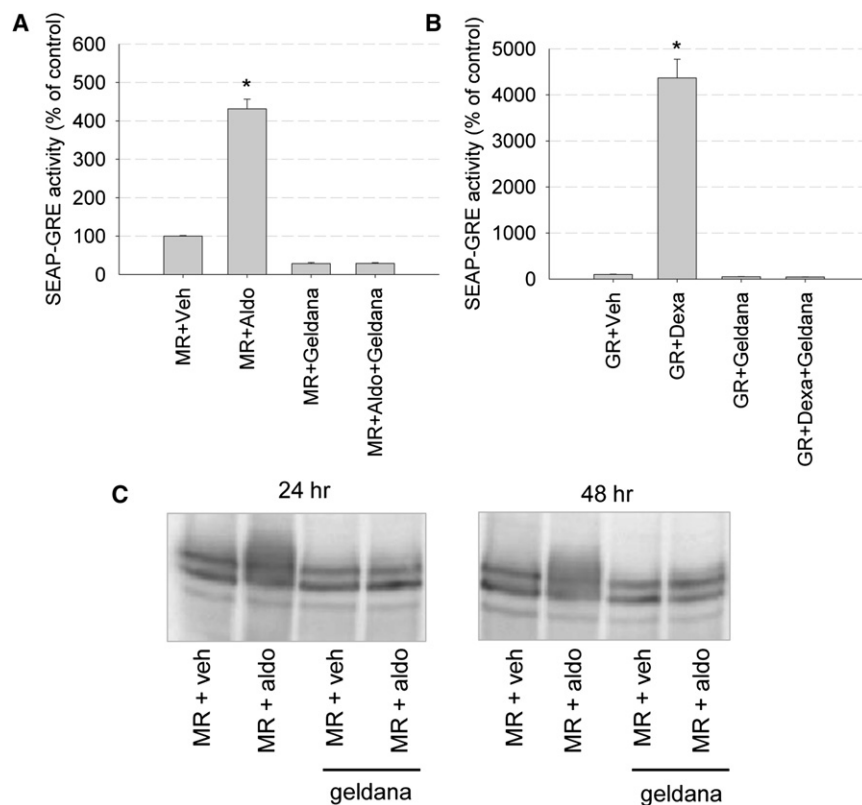 A
SEAP-GRE activity (% of control)
600
500
400
300
200
100
0
*
MR+Veh
MR+Aldo
MR+Geldana
MR+Aldo+Geldana
B
SEAP-GRE activity (% of control)
5000
4000
3000
2000
1000
0
*
GR+Veh
GR+Dexa
GR+Geldana
GR+Dexa+Geldana
C
24 hr
48 hr
MR + veh
MR + aldo
MR + veh
MR + aldo
geldana
MR + veh
MR + aldo
MR + veh
MR + aldo
geldana